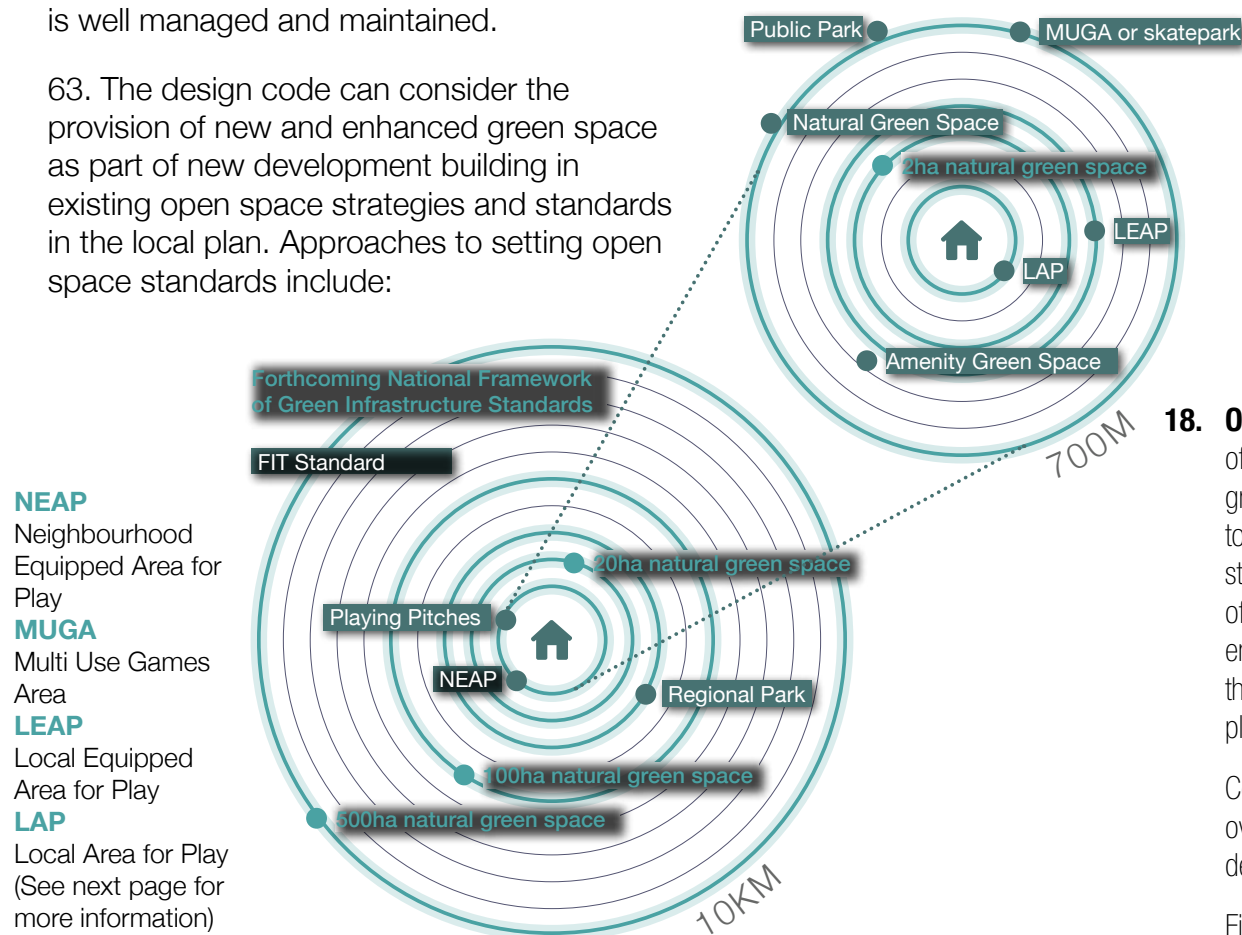 is well managed and maintained.
63. The design code can consider the
provision of new and enhanced green space
as part of new development building in
existing open space strategies and standards
in the local plan. Approaches to setting open
space standards include:
Public Park
MUGA or skatepark
Natural Green Space
2ha natural green space
LEAP
LAP
Amenity Green Space
700M
Forthcoming National Framework
of Green Infrastructure Standards
FIT Standard
20ha natural green space
Playing Pitches
NEAP
Regional Park
100ha natural green space
500ha natural green space
10KM
NEAP
Neighbourhood
Equipped Area for
Play
MUGA
Multi Use Games
Area
LEAP
Local Equipped
Area for Play
LAP
Local Area for Play
(See next page for
more information)
18.
of